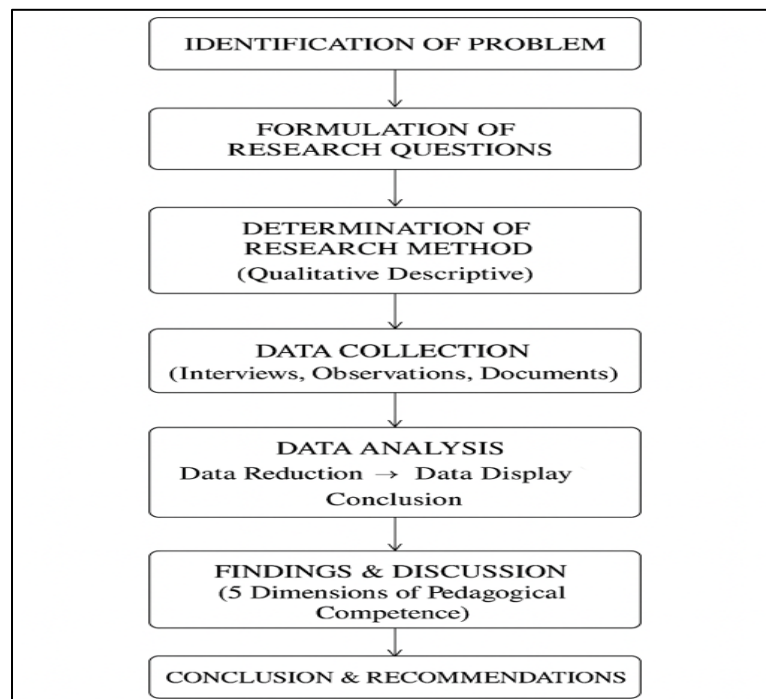 IDENTIFICATION OF PROBLEM
FORMULATION OF
RESEARCH QUESTIONS
DETERMINATION OF
RESEARCH METHOD
(Qualitative Descriptive)
DATA COLLECTION
(Interviews, Observations, Documents)
DATA ANALYSIS
Data Reduction → Data Display
Conclusion
FINDINGS & DISCUSSION
(5 Dimensions of Pedagogical
Competence)
CONCLUSION & RECOMMENDATIONS